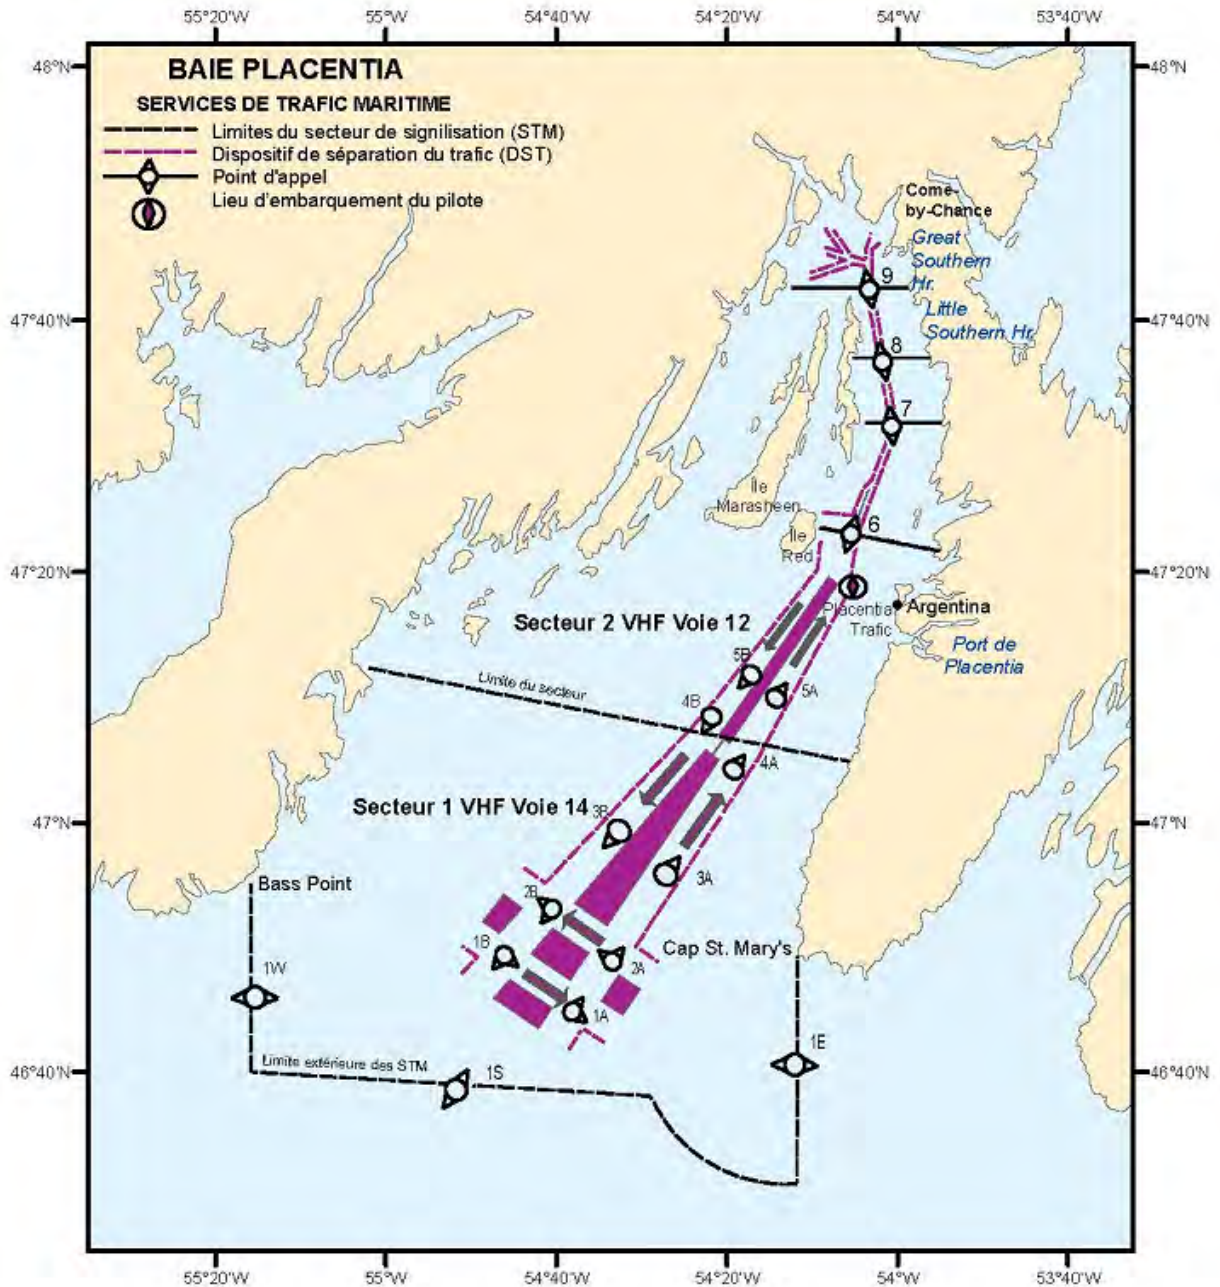 55°20'W 55°W 54°40'W 54°20'W 54°W 53°40'W
48°N 48°N
BAIE PLACENTIA
SERVICES DE TRAFIC MARITIME
Limites du secteur de signilisation (STM)
Dispositif de séparation du trafic (DST)
Point d'appel
Lieu d'embarquement du pilote
Come-
by-Chance
Great
Southern
Hr.
9
Little
Southern Hr.
47°40'N 47°40'N
8
7
Île
Marasheen
6
Île
Red
47°20'N 47°20'N
Placentia
Trafic
Argentina
Secteur 2 VHF Voie 12
Port de
Placentia
5B
Limite du secteur
5A
4B
4A
Secteur 1 VHF Voie 14
3B
47°N 47°N
3A
Bass Point
2B
1B
Cap St. Mary's
2A
1W
1A
1E
Limite extérieure des STM
1S
46°40'N 46°40'N
55°20'W 55°W 54°40'W 54°20'W 54°W 53°40'W